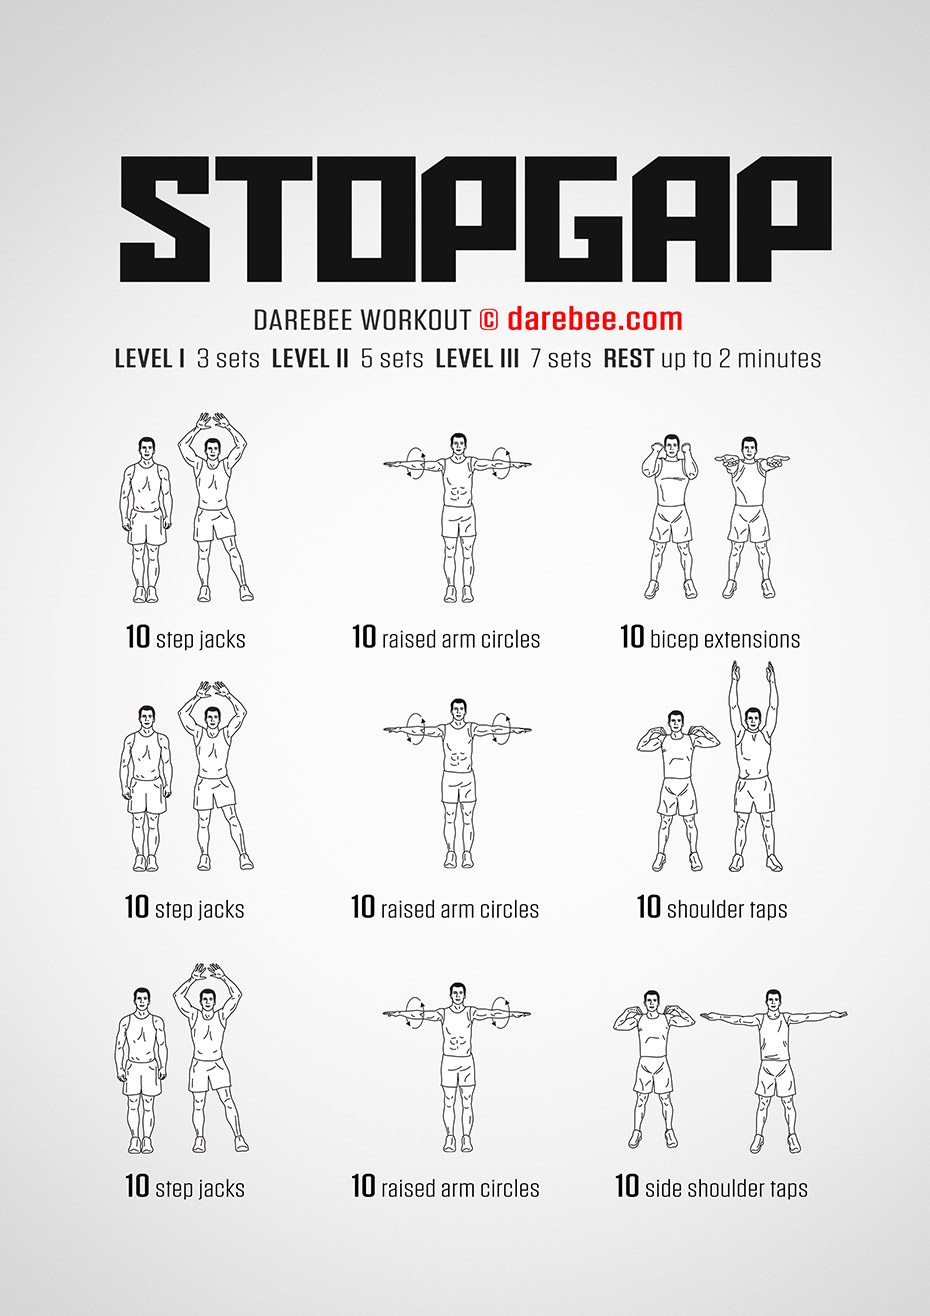 STOPGAP
DAREBEE WORKOUT © darebee.com
LEVEL I 3 sets LEVEL II 5 sets LEVEL III 7 sets REST up to 2 minutes
10 step jacks
10 raised arm circles
10 bicep extensions
10 step jacks
10 raised arm circles
10 shoulder taps
10 step jacks
10 raised arm circles
10 side shoulder taps